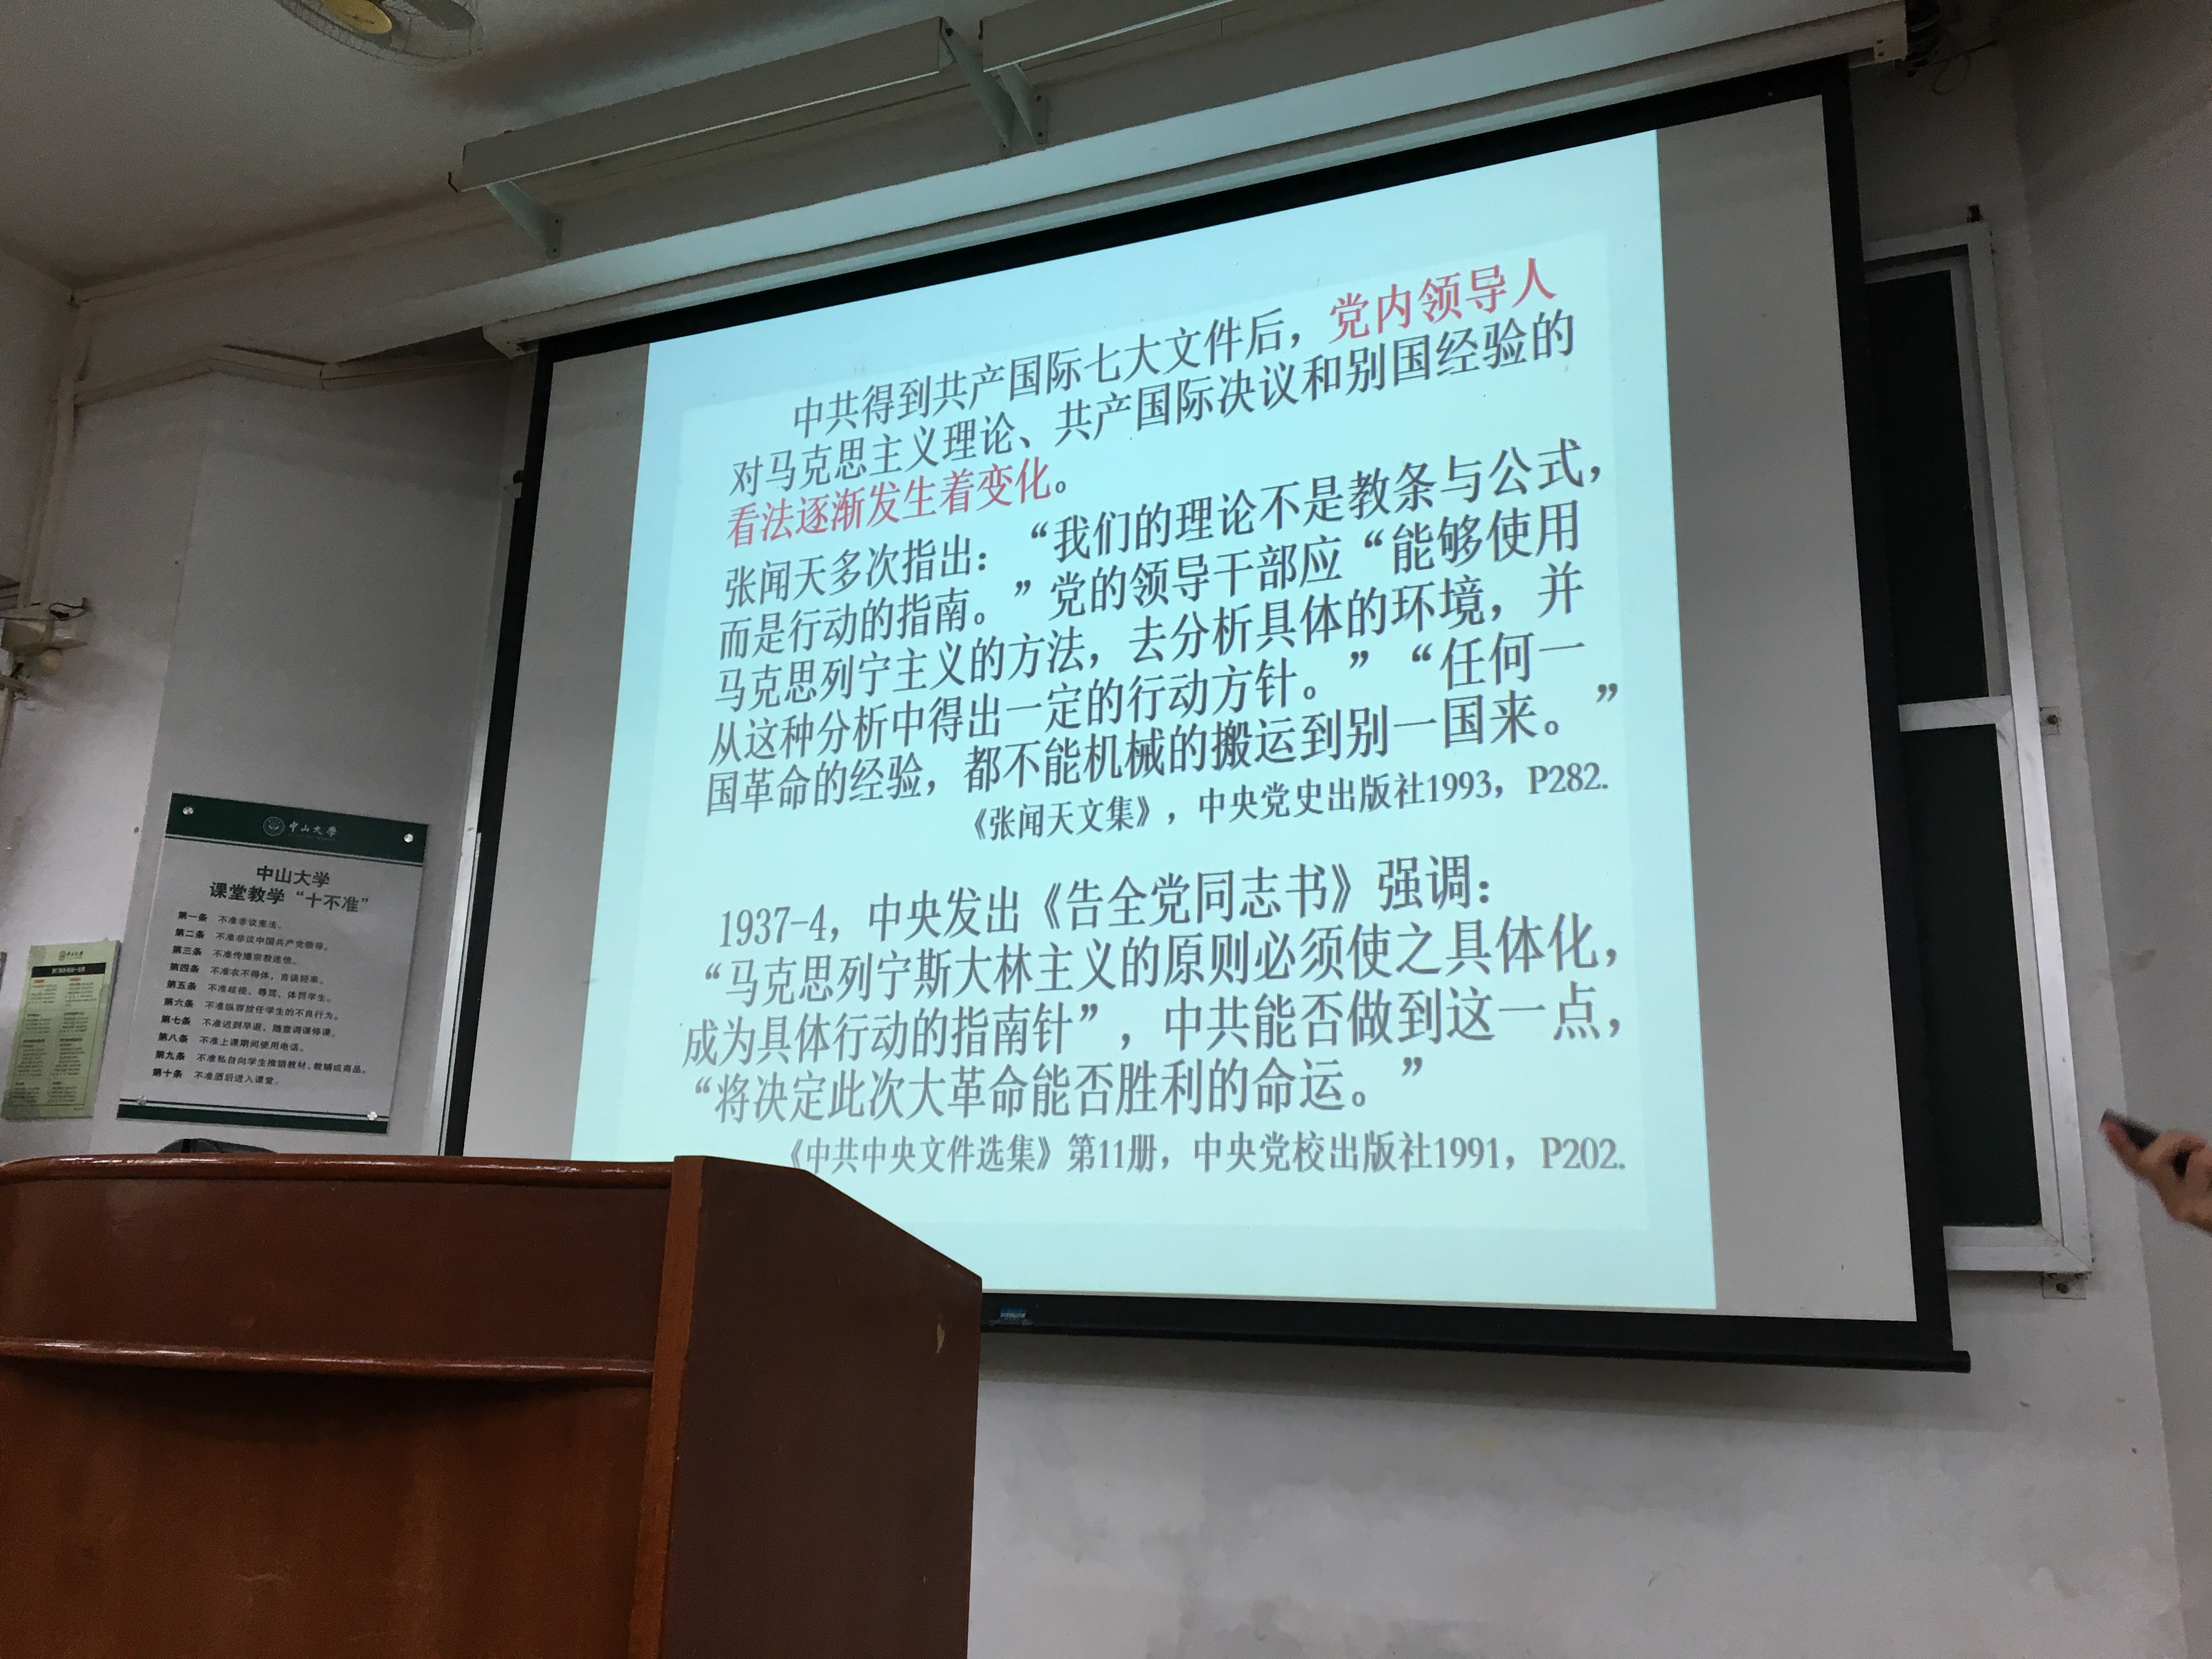 中共得到共产国际七大文件后，党内领导人
对马克思主义理论、共产国际决议和别国经验的
看法逐渐发生着变化。
张闻天多次指出：“我们的理论不是教条与公式，
而是行动的指南。”党的领导干部应“能够使用
马克思列宁主义的方法，去分析具体的环境，并
从这种分析中得出一定的行动方针。”“任何一
国革命的经验，都不能机械的搬运到别一国来。”
《张闻天文集》，中央党史出版社1993，P282.
1937-4，中央发出《告全党同志书》强调：
“马克思列宁斯大林主义的原则必须使之具体化，
成为具体行动的指南针”，中共能否做到这一点，
“将决定此次大革命能否胜利的命运。”
《中共中央文件选集》第11册，中央党校出版社1991，P202.
中山大学
中山大学
课堂教学“十不准”
第一条 不准非议宪法。
第二条 不准非议中国共产党领导。
第三条 不准传播宗教迷信。
第四条 不准衣不得体，言谈轻率。
第五条 不准歧视、辱骂、体罚学生。
第六条 不准纵容放任学生的不良行为。
第七条 不准迟到早退，随意调课停课。
第八条 不准上课期间使用电话。
第九条 不准私自向学生推销教材、教辅或商品。
第十条 不准酒后进入课堂。
中山大学